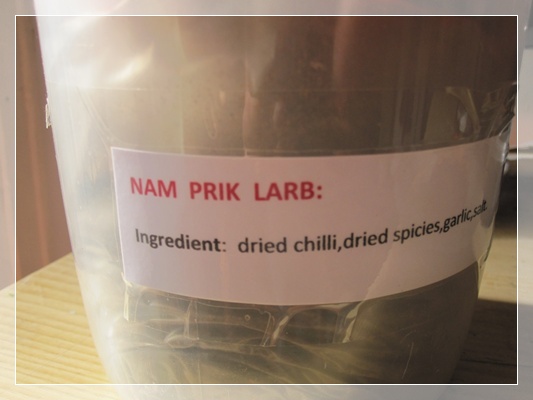 NAM PRIK LARB:
Ingredient: dried chilli,dried spicies,garlic,salt.